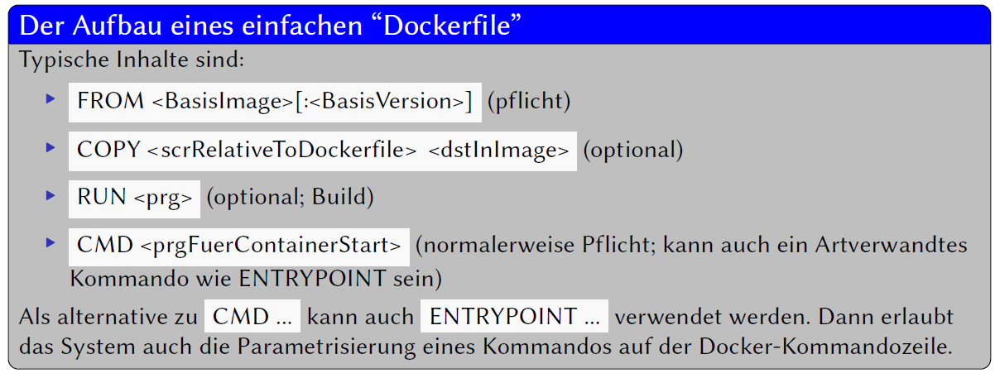 Der Aufbau eines einfachen “Dockerfile”
Typische Inhalte sind:
FROM <BasisImage>[:<BasisVersion>] (pflicht)
COPY <scrRelativeToDockerfile> <dstInImage> (optional)
RUN <prg> (optional; Build)
CMD <prgFuerContainerStart> (normalerweise Pflicht; kann auch ein Artverwandtes
Kommando wie ENTRYPOINT sein)
Als alternative zu CMD ... kann auch ENTRYPOINT ... verwendet werden. Dann erlaubt
das System auch die Parametrisierung eines Kommandos auf der Docker-Kommandozeile.